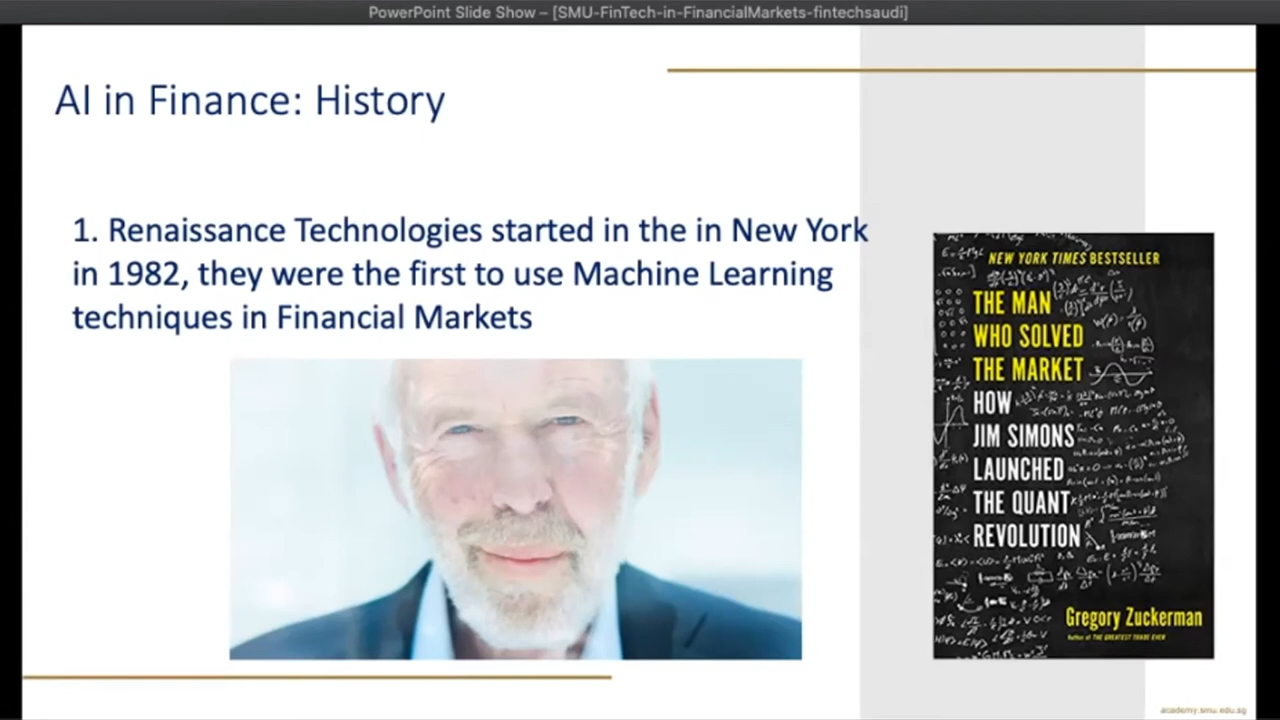 PowerPoint Slide Show – [SMU-FinTech-in-FinancialMarkets-fintechsaudi]
AI in Finance: History
1. Renaissance Technologies started in the in New York
in 1982, they were the first to use Machine Learning
techniques in Financial Markets
NEW YORK TIMES BESTSELLER
THE MAN
WHO SOLVED
THE MARKET
HOW
JIM SIMONS
LAUNCHED
THE QUANT
REVOLUTION
Gregory Zuckerman
Author of THE GREATEST TRADE EVER
academy.smu.edu.sg